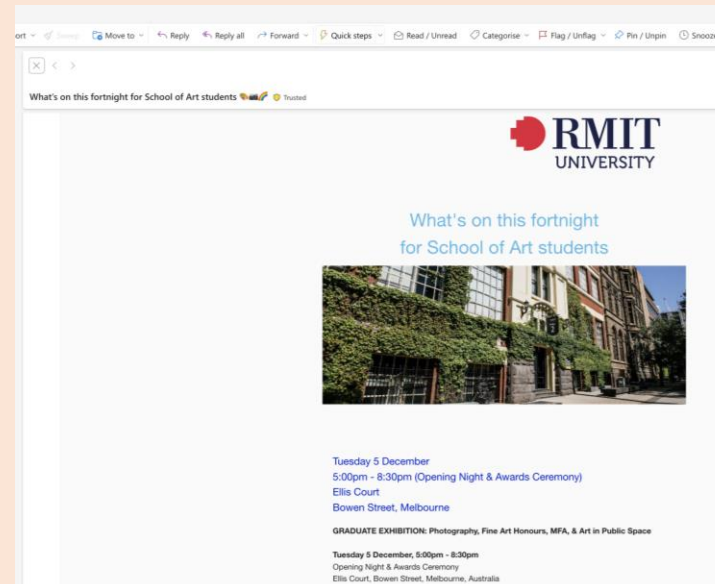 ort
Sweep
Move to
Reply
Reply all
Forward
Quick steps
Read / Unread
Categorise
Flag / Unflag
Pin / Unpin
Snooze
What's on this fortnight for School of Art students
Trusted
RMIT
UNIVERSITY
What's on this fortnight
for School of Art students
Tuesday 5 December
5:00pm - 8:30pm (Opening Night & Awards Ceremony)
Ellis Court
Bowen Street, Melbourne
GRADUATE EXHIBITION: Photography, Fine Art Honours, MFA, & Art in Public Space
Tuesday 5 December, 5:00pm - 8:30pm
Opening Night & Awards Ceremony
Ellis Court, Bowen Street, Melbourne, Australia